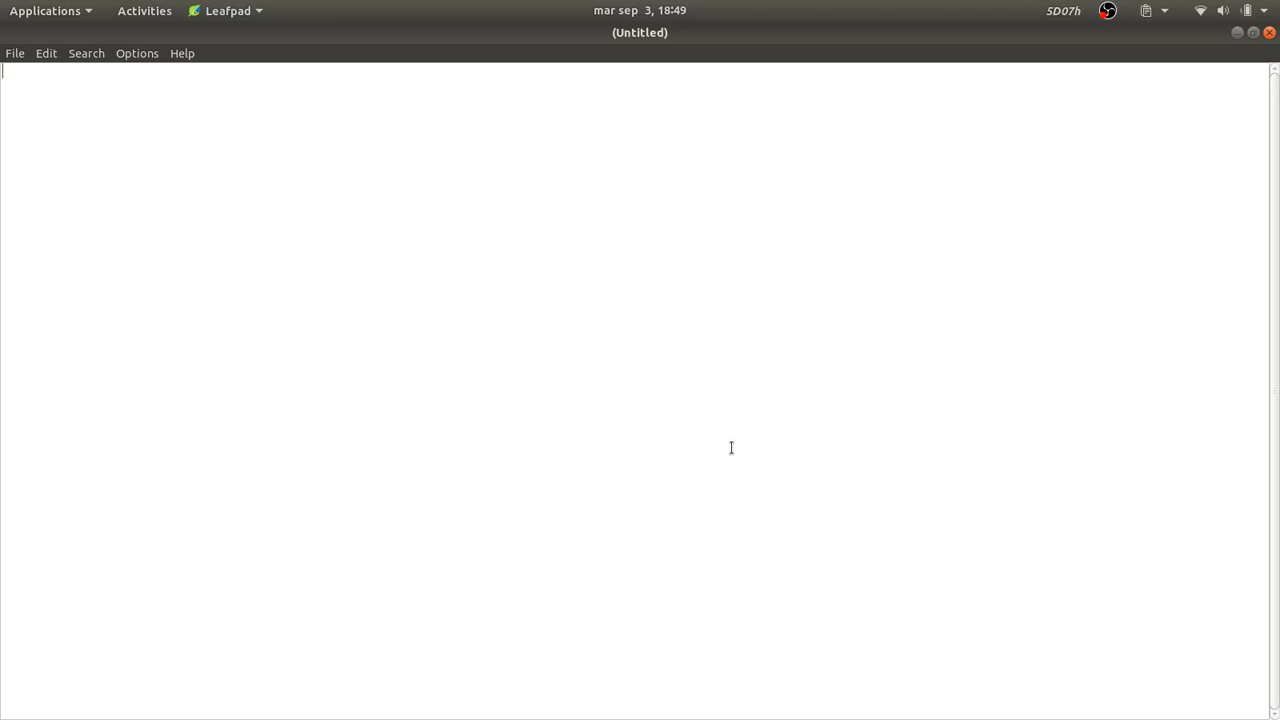 Applications Activities Leafpad mar sep 3, 18:49 5D07h
(Untitled)
File Edit Search Options Help